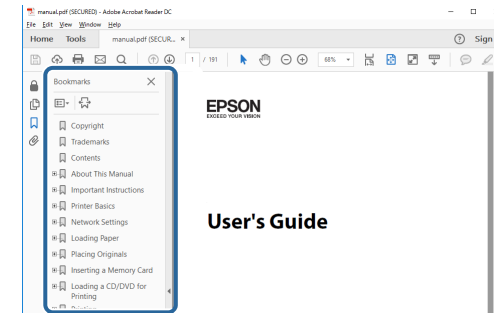 manual.pdf (SECURED) - Adobe Acrobat Reader DC
File Edit View Window Help
Home Tools manual.pdf (SECUR... × Sign
1 / 191 68%
Bookmarks
Copyright
Trademarks
Contents
About This Manual
Important Instructions
Printer Basics
Network Settings
Loading Paper
Placing Originals
Inserting a Memory Card
Loading a CD/DVD for
Printing
EPSON
EXCEED YOUR VISION
User's Guide